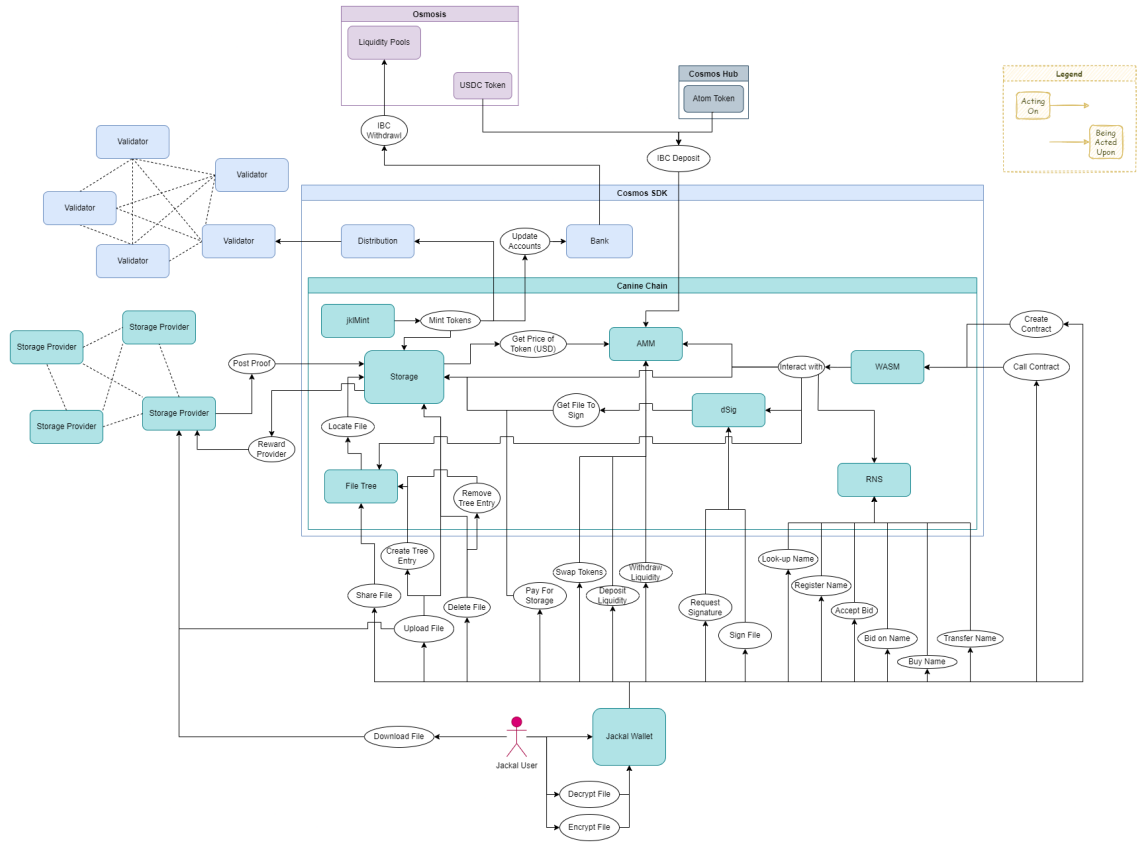 Osmosis
Liquidity Pools
USDC Token
Cosmos Hub
Atom Token
Legend
Acting
On
Being
Acted
Upon
IBC
Withdrawl
IBC Deposit
Validator
Validator
Validator
Validator
Validator
Cosmos SDK
Distribution
Update
Accounts
Bank
Canine Chain
jklMint
Mint Tokens
Get Price of
Token (USD)
AMM
Create
Contract
Storage Provider
Storage Provider
Storage Provider
Storage Provider
Post Proof
Storage
Interact with
WASM
Call Contract
Locate File
Get File To
Sign
dSig
Reward
Provider
File Tree
Remove
Tree Entry
RNS
Create Tree
Entry
Look-up Name
Swap Tokens
Withdraw
Liquidity
Register Name
Share File
Pay For
Storage
Deposit
Liquidity
Delete File
Request
Signature
Accept Bid
Upload File
Sign File
Bid on Name
Transfer Name
Buy Name
Download File
Jackal User
Jackal Wallet
Decrypt File
Encrypt File